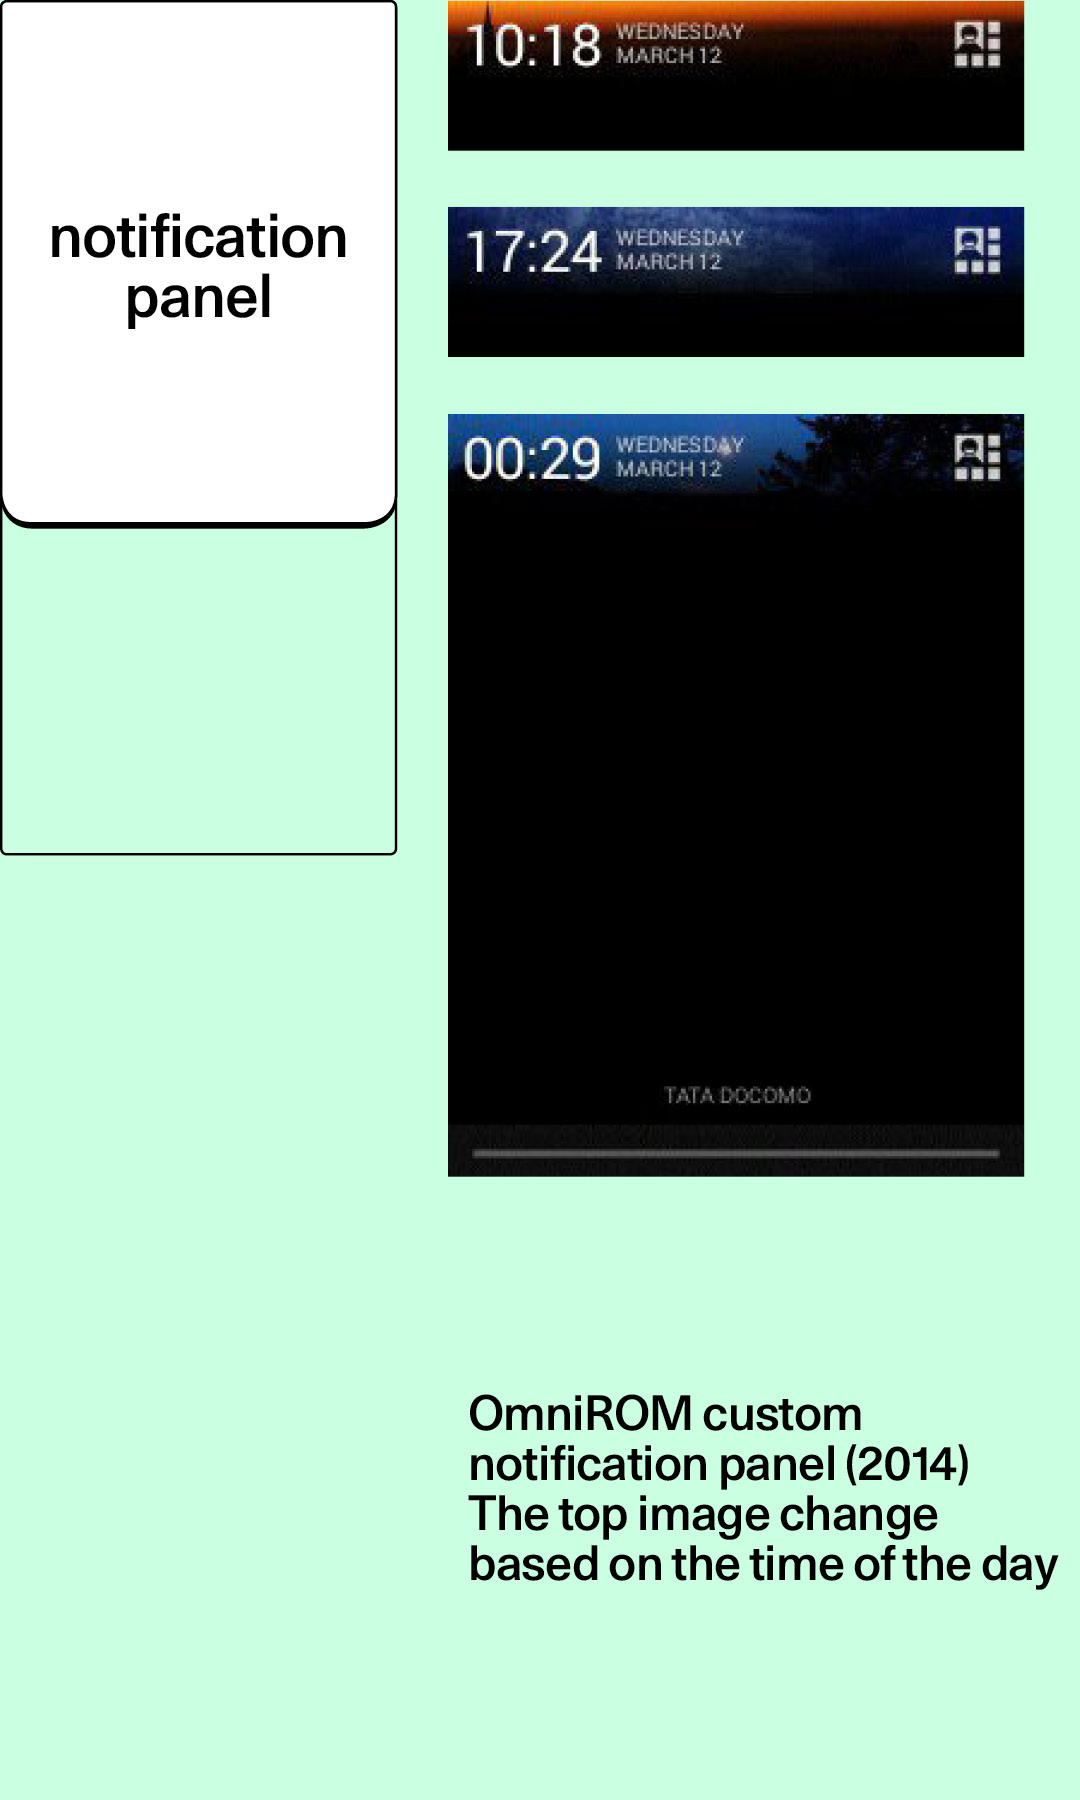 notification
panel
10:18
WEDNESDAY
MARCH 12
17:24
WEDNESDAY
MARCH 12
00:29
WEDNESDAY
MARCH 12
TATA DOCOMO
OmniROM custom
notification panel (2014)
The top image change
based on the time of the day